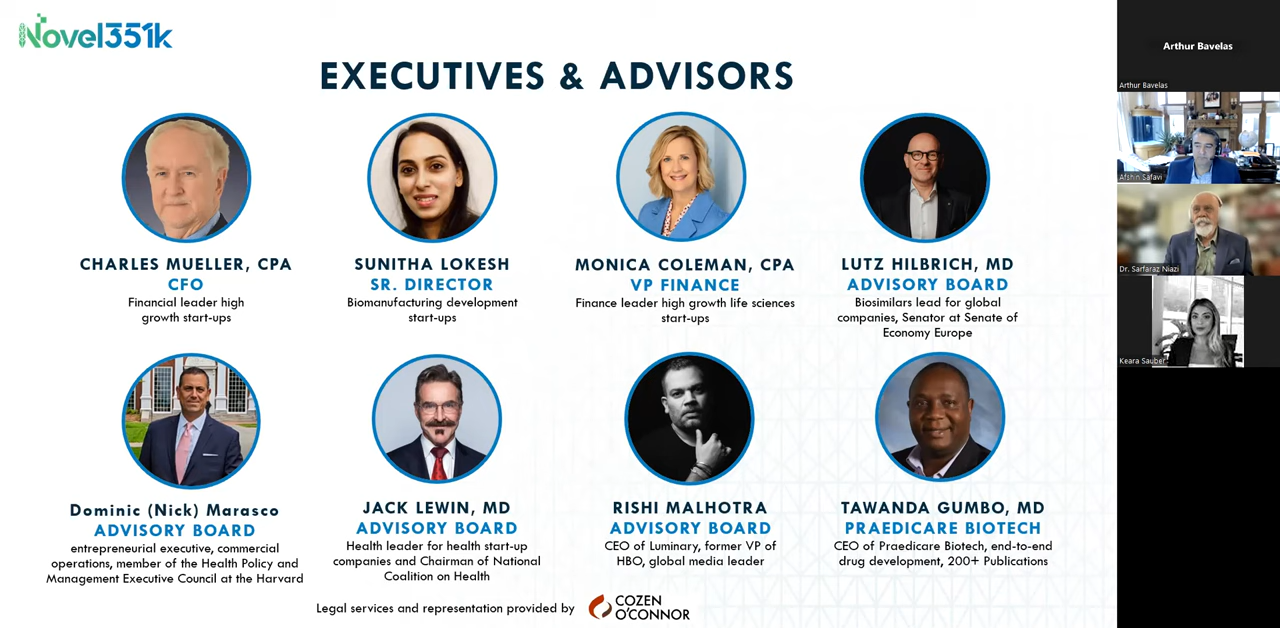 Novel351k
EXECUTIVES & ADVISORS
CHARLES MUELLER, CPA
CFO
Financial leader high
growth start-ups
SUNITHA LOKESH
SR. DIRECTOR
Biomanufacturing development
start-ups
MONICA COLEMAN, CPA
VP FINANCE
Finance leader high growth life sciences
start-ups
LUTZ HILBRICH, MD
ADVISORY BOARD
Biosimilars lead for global
companies, Senator at Senate of
Economy Europe
Dominic (Nick) Marasco
ADVISORY BOARD
entrepreneurial executive, commercial
operations, member of the Health Policy and
Management Executive Council at the Harvard
JACK LEWIN, MD
ADVISORY BOARD
Health leader for health start-up
companies and Chairman of National
Coalition on Health
RISHI MALHOTRA
ADVISORY BOARD
CEO of Luminary, former VP of
HBO, global media leader
TAWANDA GUMBO, MD
PRAEDICARE BIOTECH
CEO of Praedicare Biotech, end-to-end
drug development, 200+ Publications
Legal services and representation provided by
COZEN
O'CONNOR
Arthur Bavelas
Arthur Bavelas
Afshin Safavi
Dr. Sarfaraz Niazi
Keara Sauber